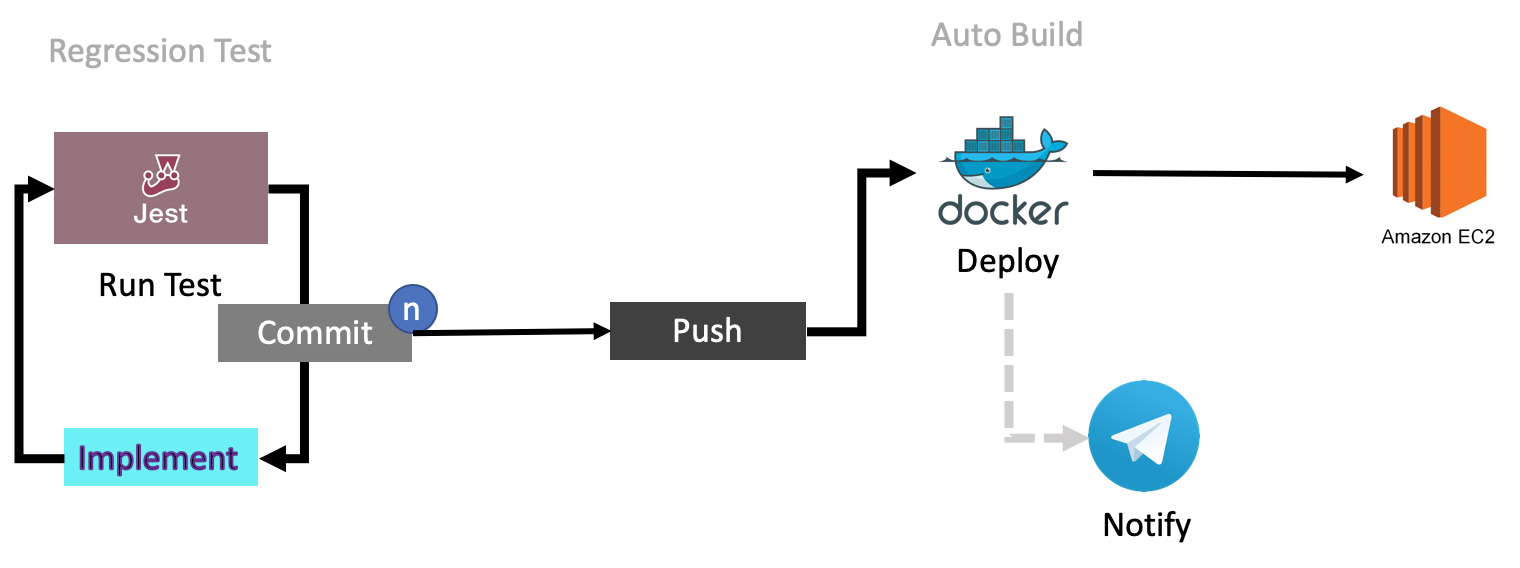 Regression Test
Auto Build
Jest
Run Test
n
Commit
Implement
Push
docker
Deploy
Amazon EC2
Notify